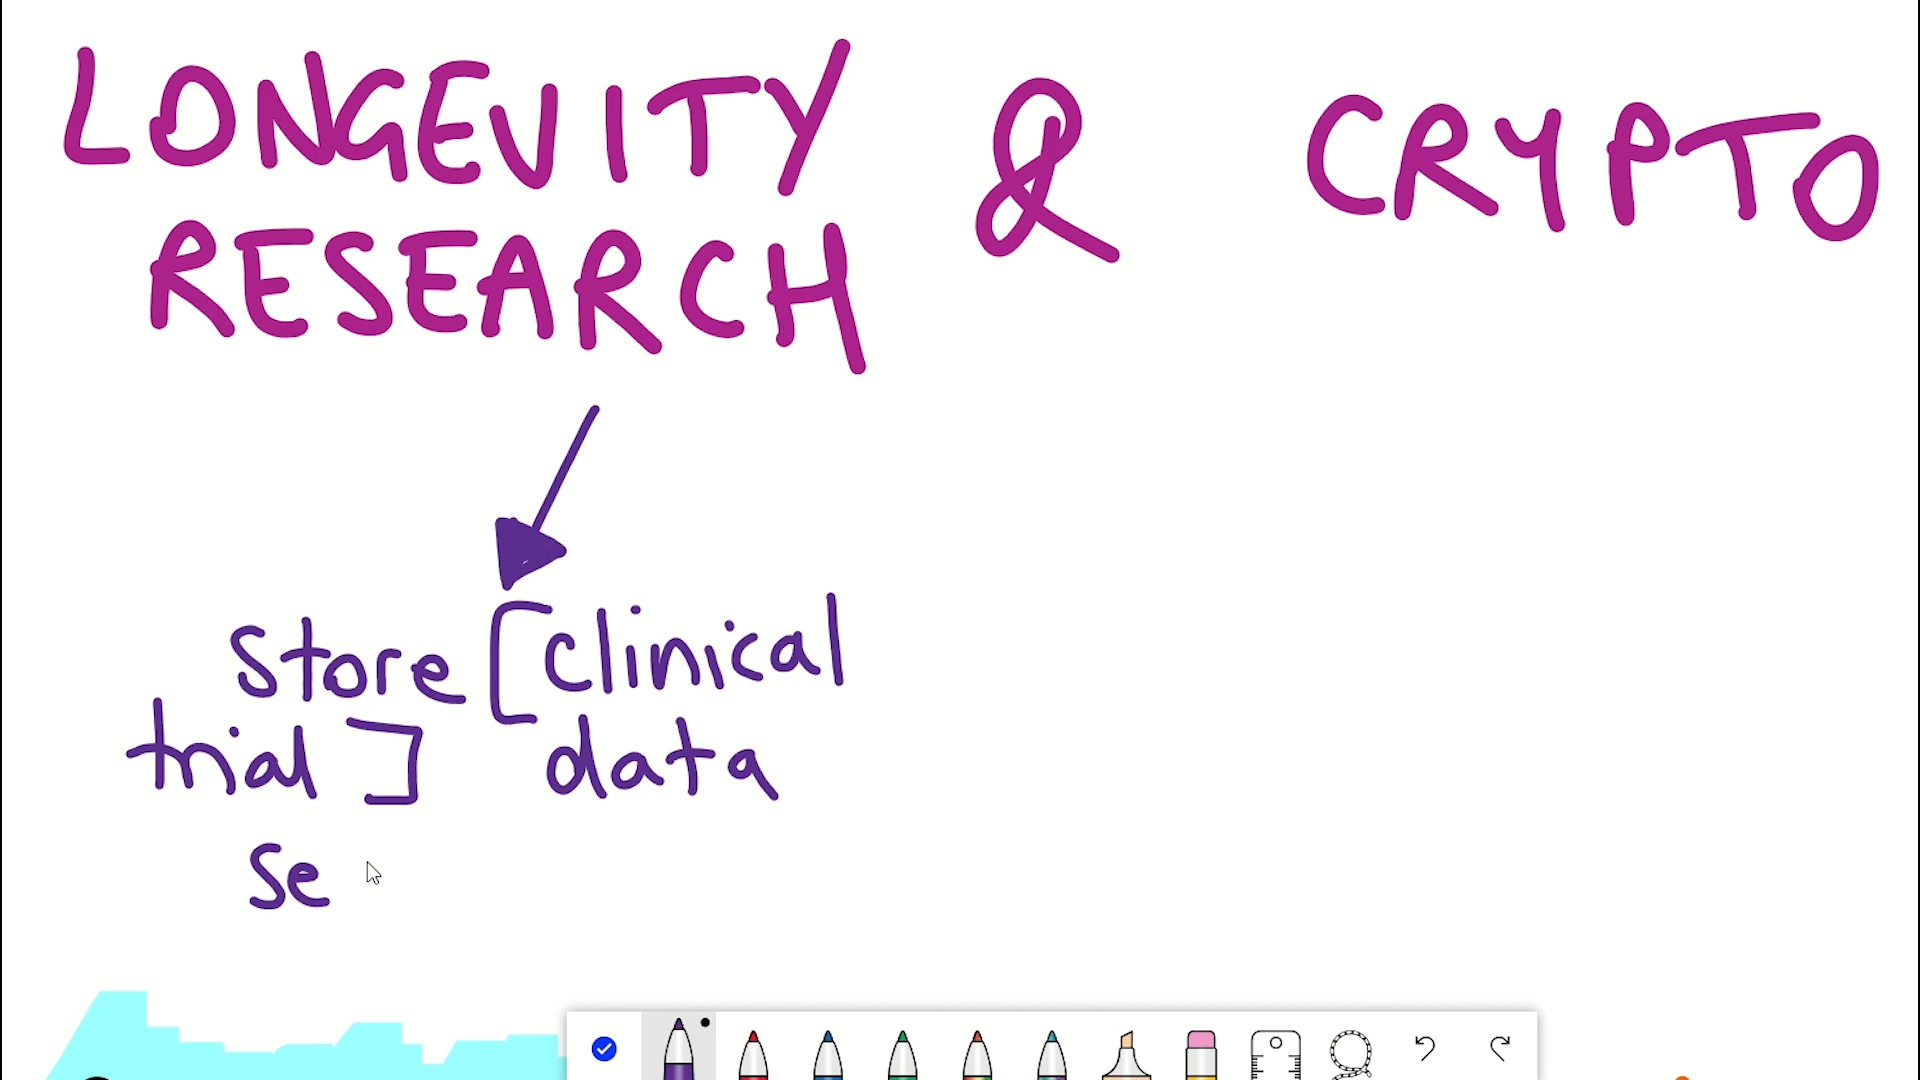 LONGEVITY & CRYPTO
RESEARCH
store [clinical
trial] data
se